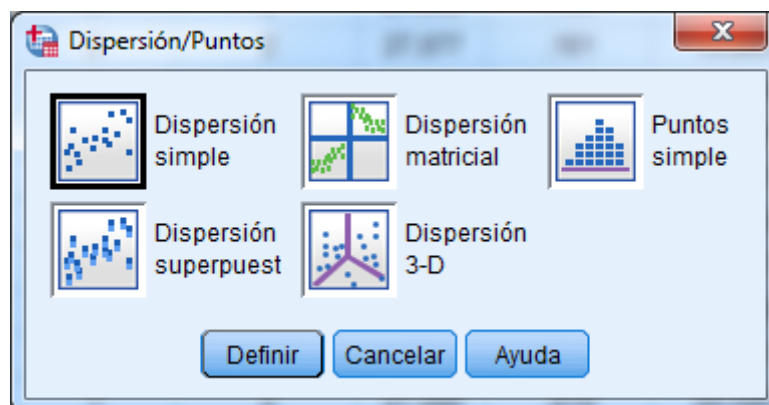 Dispersión/Puntos
Dispersión
simple
Dispersión
matricial
Puntos
simple
Dispersión
superpuest
Dispersión
3-D
Definir
Cancelar
Ayuda